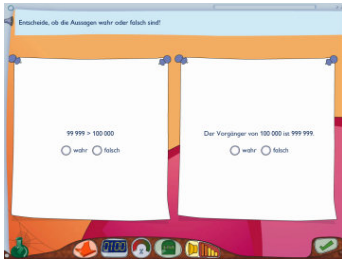 Entscheide, ob die Aussagen wahr oder falsch sind!
99 999 > 100 000
wahr falsch
Der Vorgänger von 100 000 ist 999 999.
wahr falsch